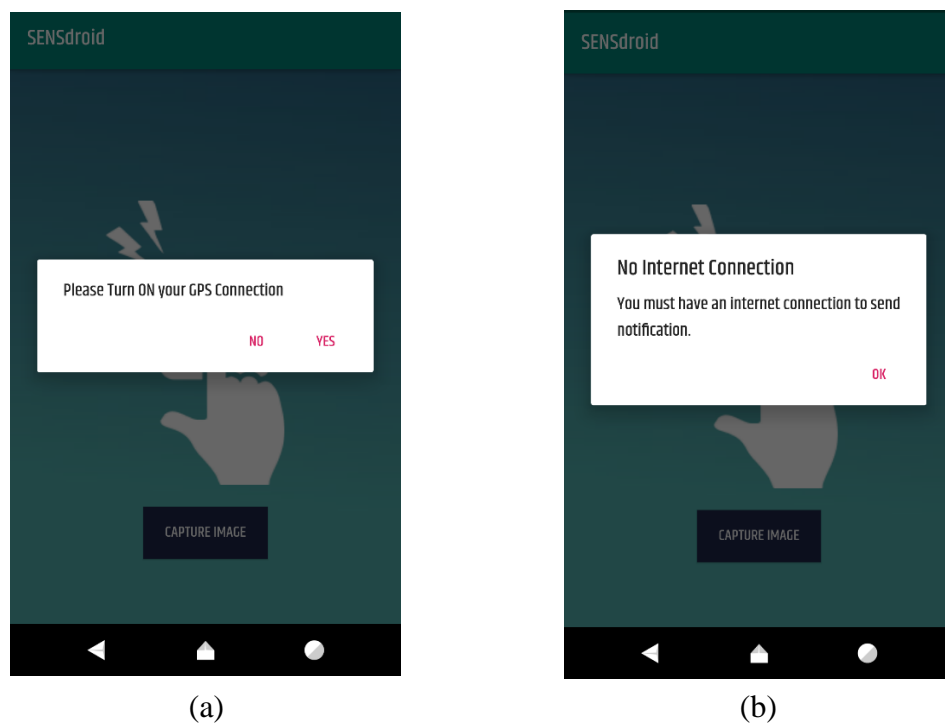 SENSdroid
Please Turn ON your GPS Connection
NO YES
CAPTURE IMAGE
(a)
SENSdroid
No Internet Connection
You must have an internet connection to send
notification.
OK
CAPTURE IMAGE
(b)